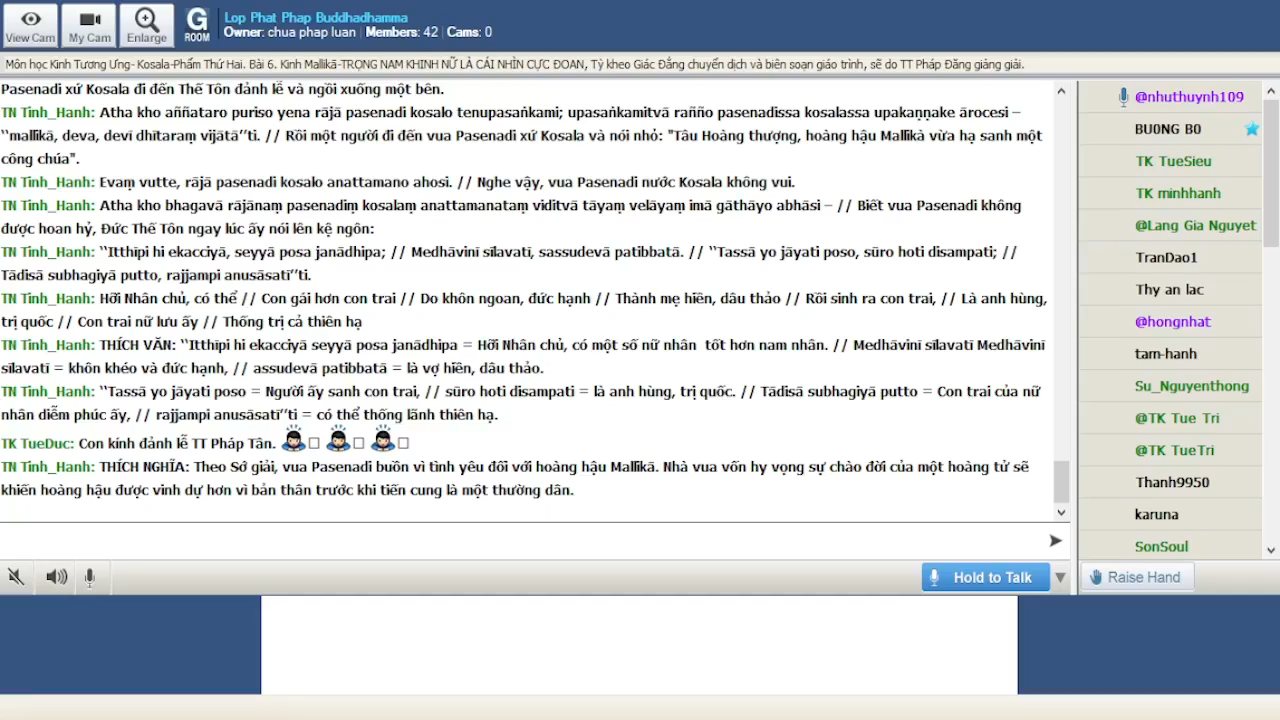 View Cam
My Cam
Enlarge
G
ROOM
Lop Phat Phap Buddhadhamma
Owner: chua phap luan | Members: 42 | Cams: 0
Môn học Kinh Tương Ưng- Kosala-Phẩm Thứ Hai. Bài 6. Kinh Mallikā-TRỌNG NAM KHINH NỮ LÀ CÁI NHÌN CỰC ĐOAN, Tỳ kheo Giác Đẳng chuyển dịch và biên soạn giáo trình, sẽ do TT Pháp Đăng giảng giải.
Pasenadi xứ Kosala đi đến Thế Tôn đảnh lễ và ngồi xuống một bên.
TN Tinh_Hanh: Atha kho aññataro puriso yena rājā pasenadi kosalo tenupasaṅkami; upasaṅkamitvā rañño pasenadissa kosalassa upakaṇṇake ārocesi –
‘‘mallikā, deva, devī dhītaraṃ vijātā’’ti. // Rồi một người đi đến vua Pasenadi xứ Kosala và nói nhỏ: "Tâu Hoàng thượng, hoàng hậu Mallikà vừa hạ sanh một
công chúa".
TN Tinh_Hanh: Evaṃ vutte, rājā pasenadi kosalo anattamano ahosi. // Nghe vậy, vua Pasenadi nước Kosala không vui.
TN Tinh_Hanh: Atha kho bhagavā rājānaṃ pasenadiṃ kosalaṃ anattamanataṃ viditvā tāyaṃ velāyaṃ imā gāthāyo abhāsi – // Biết vua Pasenadi không
được hoan hỷ, Đức Thế Tôn ngay lúc ấy nói lên kệ ngôn:
TN Tinh_Hanh: ‘‘Itthīpi hi ekacciyā, seyyā posa janādhipa; // Medhāvinī sīlavatī, sassudevā patibbatā. // ‘‘Tassā yo jāyati poso, sūro hoti disampati; //
Tādisā subhagiyā putto, rajjampi anusāsatī’’ti.
TN Tinh_Hanh: Hỡi Nhân chủ, có thể // Con gái hơn con trai // Do khôn ngoan, đức hạnh // Thành mẹ hiền, dâu thảo // Rồi sinh ra con trai, // Là anh hùng,
trị quốc // Con trai nữ lưu ấy // Thống trị cả thiên hạ
TN Tinh_Hanh: THÍCH VĂN: ‘‘Itthīpi hi ekacciyā seyyā posa janādhipa = Hỡi Nhân chủ, có một số nữ nhân tốt hơn nam nhân. // Medhāvinī sīlavatī Medhāvinī
sīlavatī = khôn khéo và đức hạnh, // assudevā patibbatā = là vợ hiền, dâu thảo.
TN Tinh_Hanh: ‘‘Tassā yo jāyati poso = Người ấy sanh con trai, // sūro hoti disampati = là anh hùng, trị quốc. // Tādisā subhagiyā putto = Con trai của nữ
nhân diễm phúc ấy, // rajjampi anusāsatī’’ti = có thể thống lãnh thiên hạ.
TK TueDuc: Con kính đảnh lễ TT Pháp Tân.
TN Tinh_Hanh: THÍCH NGHĨA: Theo Sớ giải, vua Pasenadi buồn vì tình yêu đối với hoàng hậu Mallikā. Nhà vua vốn hy vọng sự chào đời của một hoàng tử sẽ
khiến hoàng hậu được vinh dự hơn vì bản thân trước khi tiến cung là một thường dân.
@nhuthuynh109
BU0NG B0
TK TueSieu
TK minhhanh
@Lang Gia Nguyet
TranDao1
Thy an lac
@hongnhat
tam-hanh
Su_Nguyenthong
@TK Tue Tri
@TK TueTri
Thanh9950
karuna
SonSoul
Hold to Talk
Raise Hand